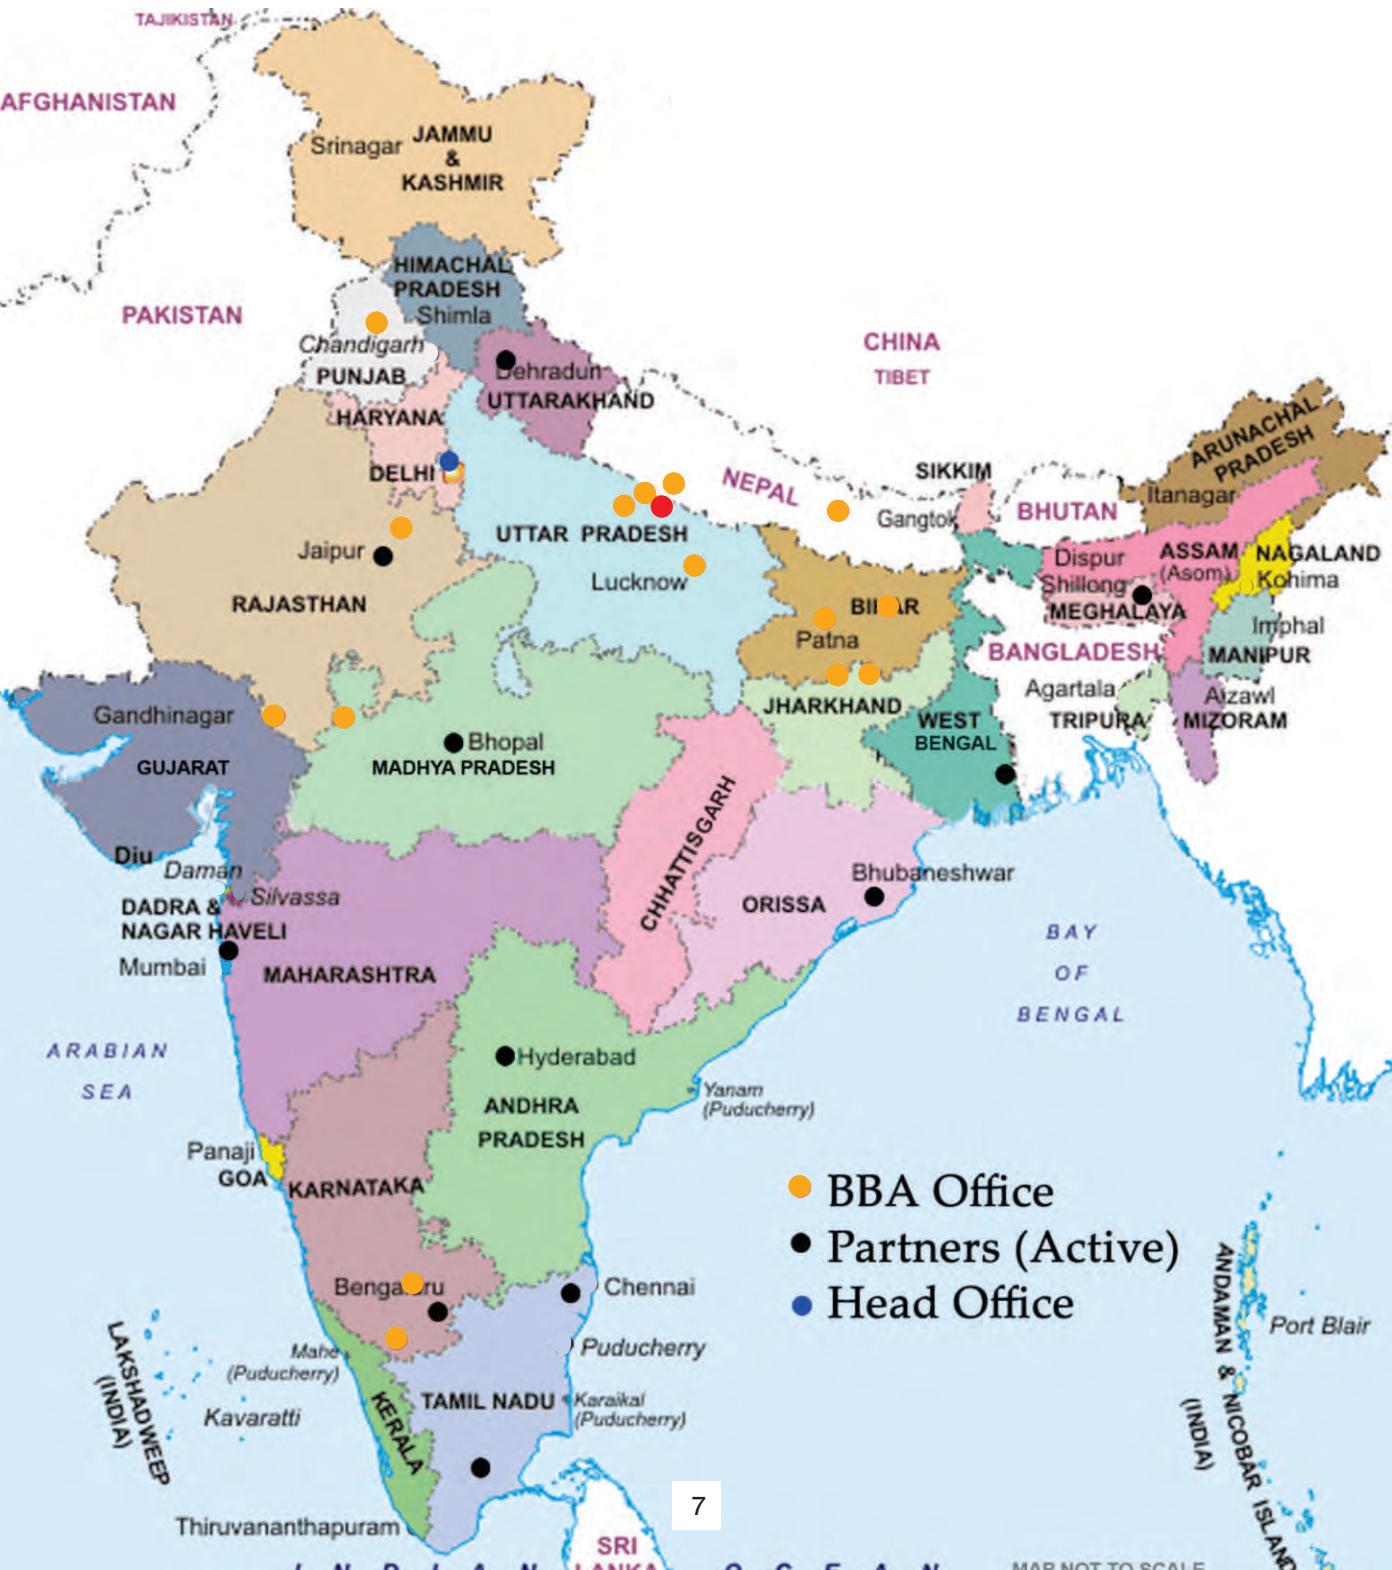 TAJIKISTAN
AFGHANISTAN
Srinagar
JAMMU
&
KASHMIR
HIMACHAL
PRADESH
Shimla
PAKISTAN
Chandigarh
PUNJAB
CHINA
TIBET
Dehradun
UTTARAKHAND
HARYANA
DELHI
NEPAL
SIKKIM
Gangtok
BHUTAN
ARUNACHAL
PRADESH
Itanagar
UTTAR PRADESH
Lucknow
Jaipur
RAJASTHAN
Dispur
ASSAM
(Asom)
NAGALAND
Kohima
Shillong
MEGHALAYA
BIHAR
Patna
Imphal
MANIPUR
BANGLADESH
Agartala
TRIPURA
Aizawl
MIZORAM
JHARKHAND
WEST
BENGAL
Gandhinagar
GUJARAT
Bhopal
MADHYA PRADESH
CHHATTISGARH
Diu
Daman
Silvassa
DADRA &
NAGAR HAVELI
Mumbai
MAHARASHTRA
Bhubaneshwar
ORISSA
BAY
OF
BENGAL
ARABIAN
SEA
Hyderabad
ANDHRA
PRADESH
Yanam
(Puducherry)
Panaji
GOA
KARNATAKA
BBA Office
Partners (Active)
Head Office
Bengaluru
Chennai
Mahe
(Puducherry)
Puducherry
TAMIL NADU
Karaikal
(Puducherry)
KERALA
LAKSHADWEEP
(INDIA)
Kavaratti
ANDAMAN & NICOBAR ISLAND
(INDIA)
Port Blair
Thiruvananthapuram
7
SRI
LANKA
INDIAN OCEAN
MAP NOT TO SCALE